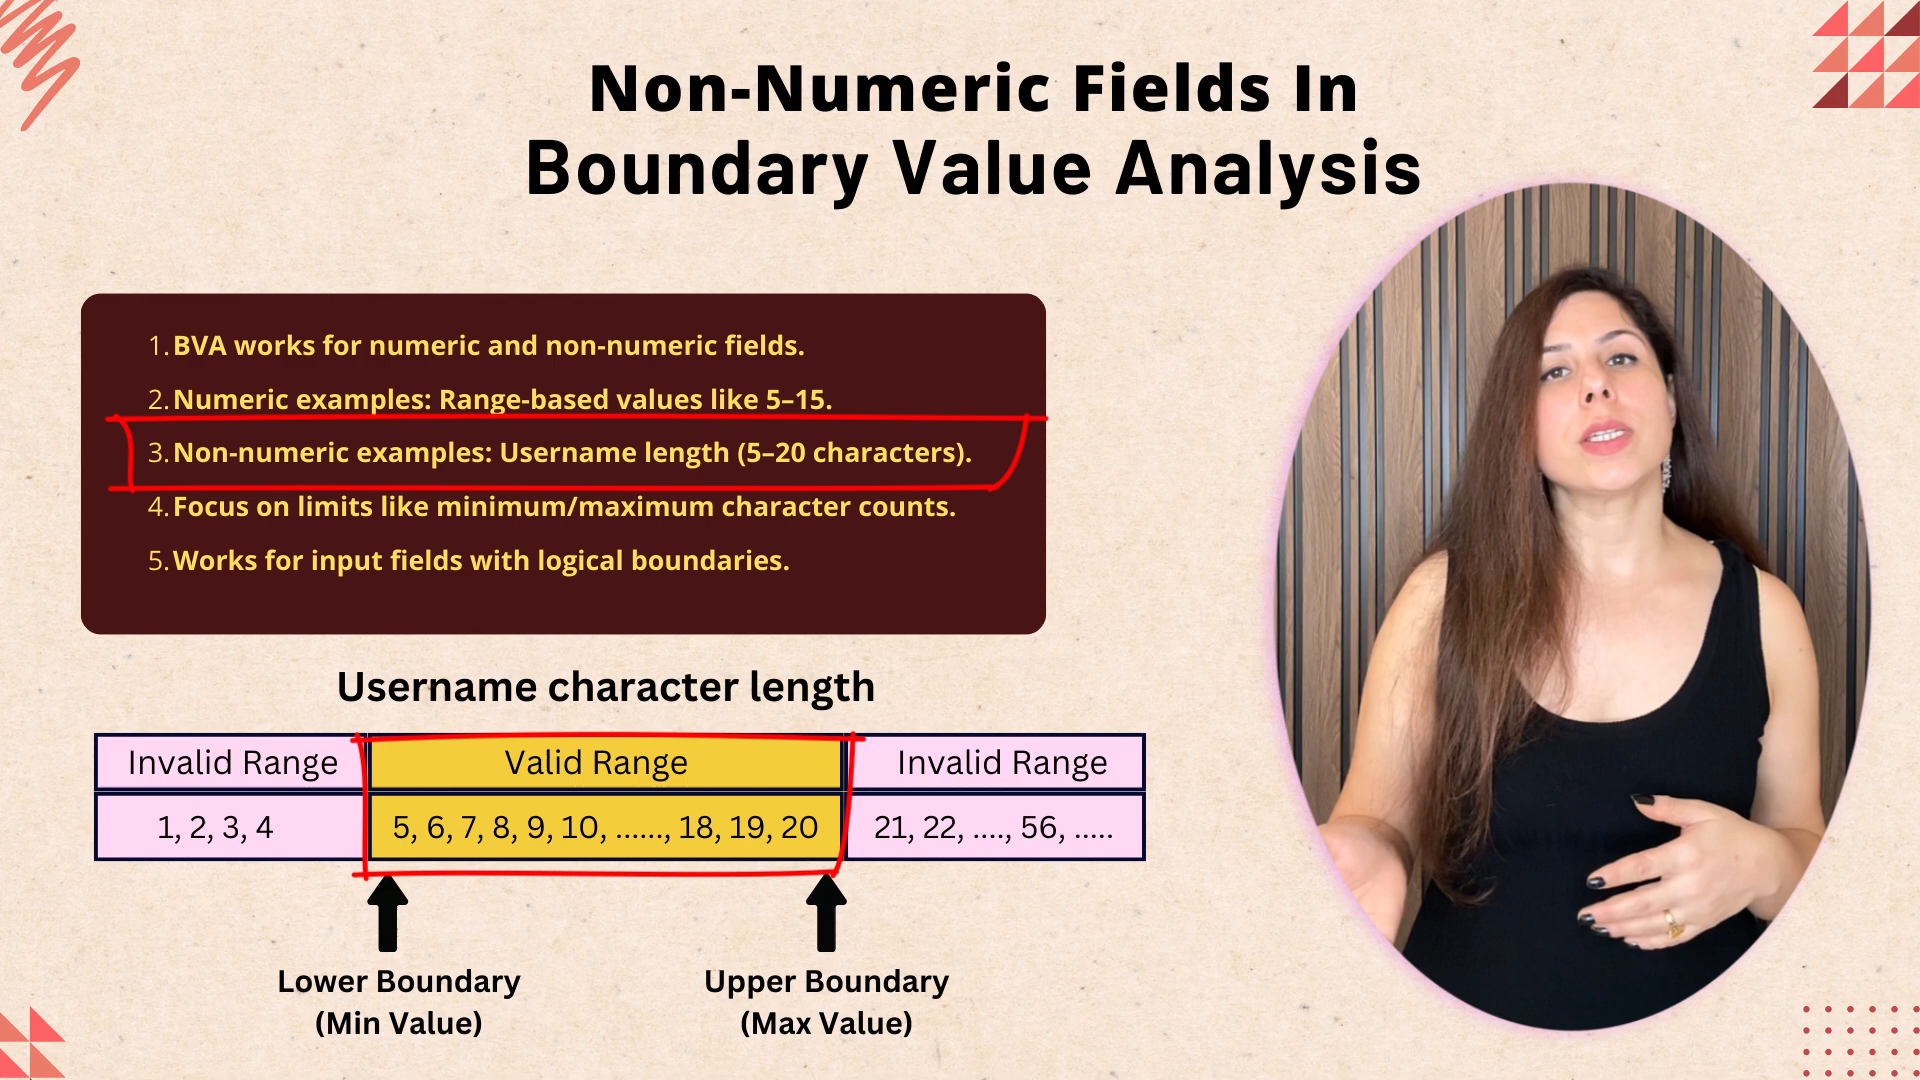 Non-Numeric Fields In
Boundary Value Analysis
1. BVA works for numeric and non-numeric fields.
2. Numeric examples: Range-based values like 5–15.
3. Non-numeric examples: Username length (5–20 characters).
4. Focus on limits like minimum/maximum character counts.
5. Works for input fields with logical boundaries.
Username character length
Invalid Range Valid Range Invalid Range
1, 2, 3, 4 5, 6, 7, 8, 9, 10, ......, 18, 19, 20 21, 22, ...., 56, .....
Lower Boundary Upper Boundary
(Min Value) (Max Value)